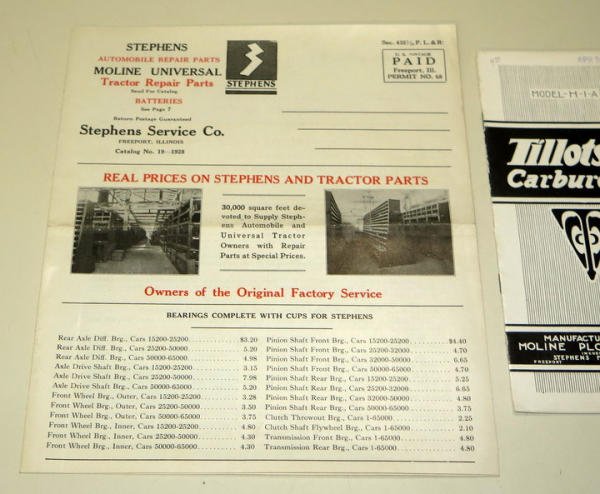 STEPHENS
AUTOMOBILE REPAIR PARTS
MOLINE UNIVERSAL
Tractor Repair Parts
Send For Catalog
BATTERIES
See Page 7
Return Postage Guaranteed
Stephens Service Co.
FREEPORT, ILLINOIS
Catalog No. 19—1928
STEPHENS
Sec. 435½, P. L. & R.
U. S. POSTAGE
PAID
Freeport, Ill.
PERMIT NO. 68
REAL PRICES ON STEPHENS AND TRACTOR PARTS
30,000 square feet de-
voted to Supply Steph-
ens Automobile and
Universal Tractor
Owners with Repair
Parts at Special Prices.
Owners of the Original Factory Service
BEARINGS COMPLETE WITH CUPS FOR STEPHENS
Rear Axle Diff. Brg., Cars 15200-25200 $3.20
Rear Axle Diff. Brg., Cars 25200-50000 5.20
Rear Axle Diff. Brg., Cars 50000-65000 4.98
Axle Drive Shaft Brg., Cars 15200-25200 3.15
Axle Drive Shaft Brg., Cars 25200-50000 7.98
Axle Drive Shaft Brg., Cars 50000-65000 5.20
Front Wheel Brg., Outer, Cars 15200-25200 3.28
Front Wheel Brg., Outer, Cars 25200-50000 3.50
Front Wheel Brg., Outer, Cars 50000-65000 3.75
Front Wheel Brg., Inner, Cars 15200-25200 4.80
Front Wheel Brg., Inner, Cars 25200-50000 4.30
Front Wheel Brg., Inner, Cars 50000-65000 4.30
Pinion Shaft Front Brg., Cars 15200-25200 $4.40
Pinion Shaft Front Brg., Cars 25200-32000 4.70
Pinion Shaft Front Brg., Cars 32000-50000 6.65
Pinion Shaft Front Brg., Cars 50000-65000 4.70
Pinion Shaft Rear Brg., Cars 15200-25200 5.25
Pinion Shaft Rear Brg., Cars 25200-32000 6.65
Pinion Shaft Rear Brg., Cars 32000-50000 4.80
Pinion Shaft Rear Brg., Cars 50000-65000 3.75
Clutch Throwout Brg., Cars 1-65000 2.25
Clutch Shaft Flywheel Brg., Cars 1-65000 2.10
Transmission Front Brg., Cars 1-65000 4.80
Transmission Rear Brg., Cars 1-65000 4.80
MODEL-M-1-A
Tillots
Carbure
MANUFACTU
MOLINE PLO
STEPHENS M
FREEPORT